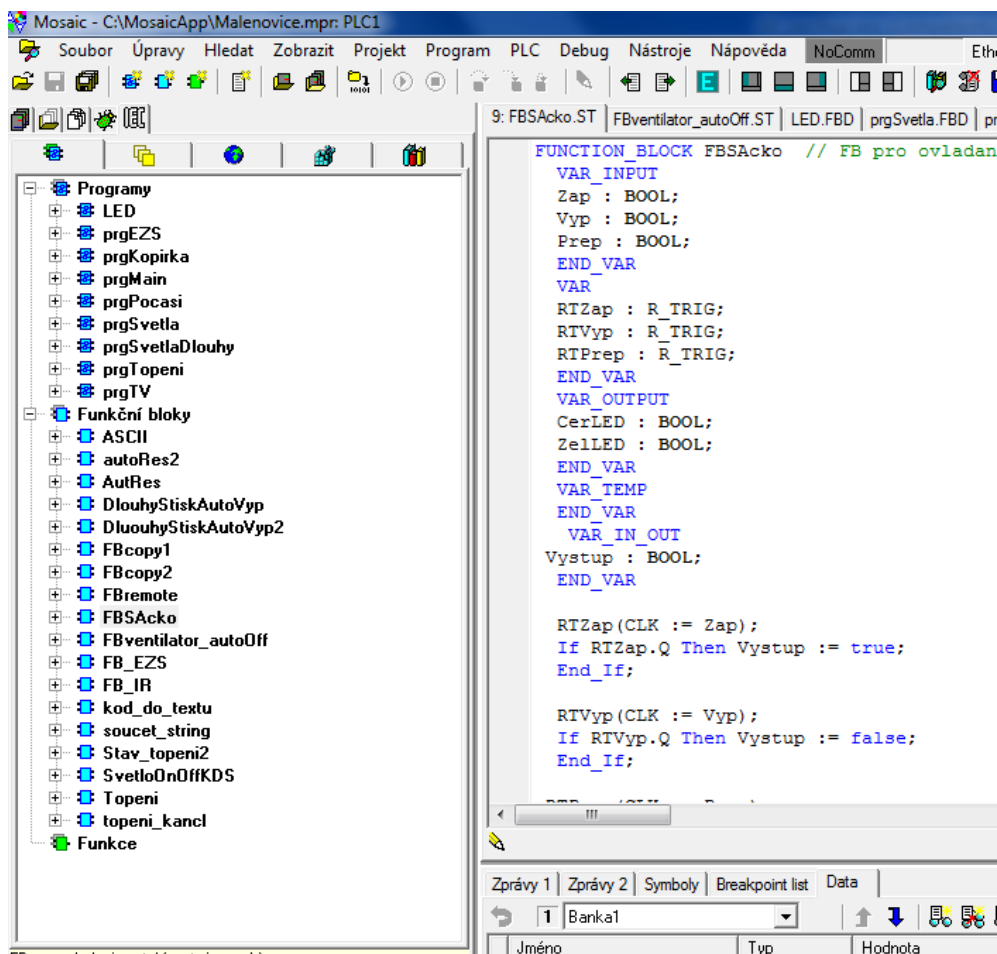 Mosaic - C:\MosaicApp\Malenovice.mpr: PLC1
Soubor Úpravy Hledat Zobrazit Projekt Program PLC Debug Nástroje Nápověda NoComm
9: FBSAcko.ST FBventilator_autoOff.ST LED.FBD prgSvetla.FBD
Programy
LED
prgEZS
prgKopirka
prgMain
prgPocasi
prgSvetla
prgSvetlaDlouhy
prgTopeni
prgTV
Funkční bloky
ASCII
autoRes2
AutRes
DlouhyStiskAutoVyp
DluouhyStiskAutoVyp2
FBcopy1
FBcopy2
FBremote
FBSAcko
FBventilator_autoOff
FB_EZS
FB_IR
kod_do_textu
soucet_string
Stav_topeni2
SvetloOnOffKDS
Topeni
topeni_kancl
Funkce
FUNCTION_BLOCK FBSAcko // FB pro ovladan
VAR_INPUT
Zap : BOOL;
Vyp : BOOL;
Prep : BOOL;
END_VAR
VAR
RTZap : R_TRIG;
RTVyp : R_TRIG;
RTPrep : R_TRIG;
END_VAR
VAR_OUTPUT
CerLED : BOOL;
ZelLED : BOOL;
END_VAR
VAR_TEMP
END_VAR
VAR_IN_OUT
Vystup : BOOL;
END_VAR
RTZap(CLK := Zap);
If RTZap.Q Then Vystup := true;
End_If;
RTVyp(CLK := Vyp);
If RTVyp.Q Then Vystup := false;
End_If;
Zprávy 1 Zprávy 2 Symboly Breakpoint list Data
1 Banka1
Jméno Typ Hodnota